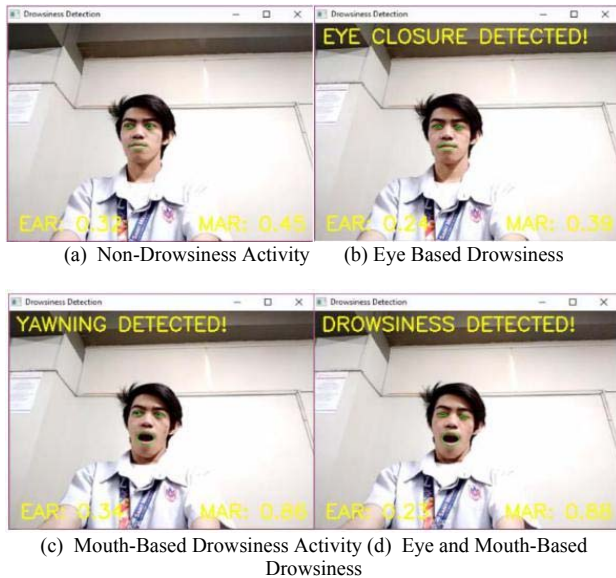 Drowsiness Detection
EAR: 0.32 MAR: 0.45
Drowsiness Detection
EYE CLOSURE DETECTED!
EAR: 0.24 MAR: 0.39
(a) Non-Drowsiness Activity (b) Eye Based Drowsiness
Drowsiness Detection
YAWNING DETECTED!
EAR: 0.34 MAR: 0.86
Drowsiness Detection
DROWSINESS DETECTED!
EAR: 0.23 MAR: 0.88
(c) Mouth-Based Drowsiness Activity (d) Eye and Mouth-Based
Drowsiness